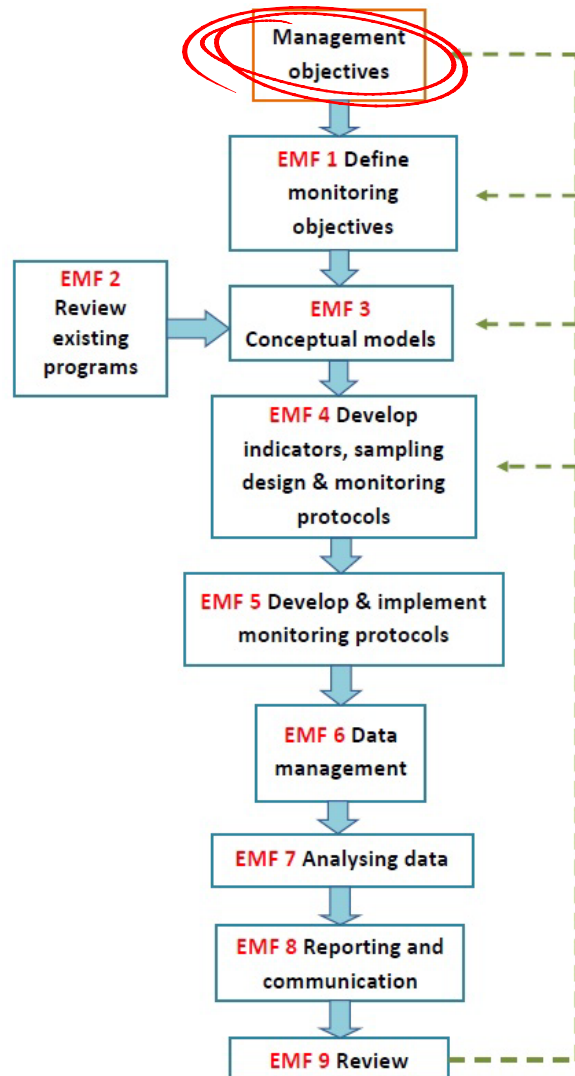 Management
objectives
EMF 1 Define
monitoring
objectives
EMF 2
Review
existing
programs
EMF 3
Conceptual models
EMF 4 Develop
indicators, sampling
design & monitoring
protocols
EMF 5 Develop & implement
monitoring protocols
EMF 6 Data
management
EMF 7 Analysing data
EMF 8 Reporting and
communication
EMF 9 Review